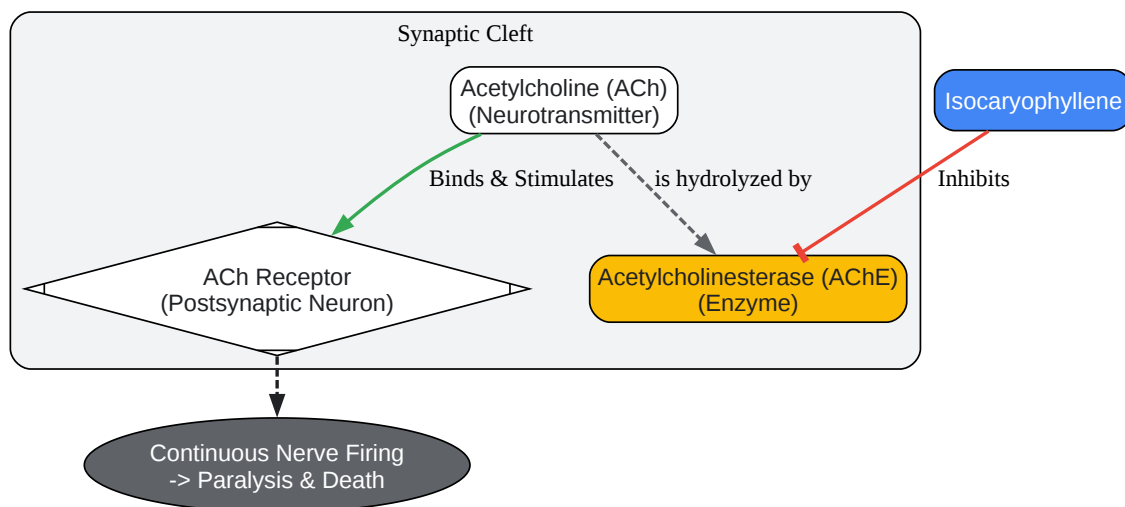 Synaptic Cleft
Acetylcholine (ACh)
(Neurotransmitter)
Isocaryophyllene
Binds & Stimulates
is hydrolyzed by
Inhibits
ACh Receptor
(Postsynaptic Neuron)
Acetylcholinesterase (AChE)
(Enzyme)
Continuous Nerve Firing
-> Paralysis & Death